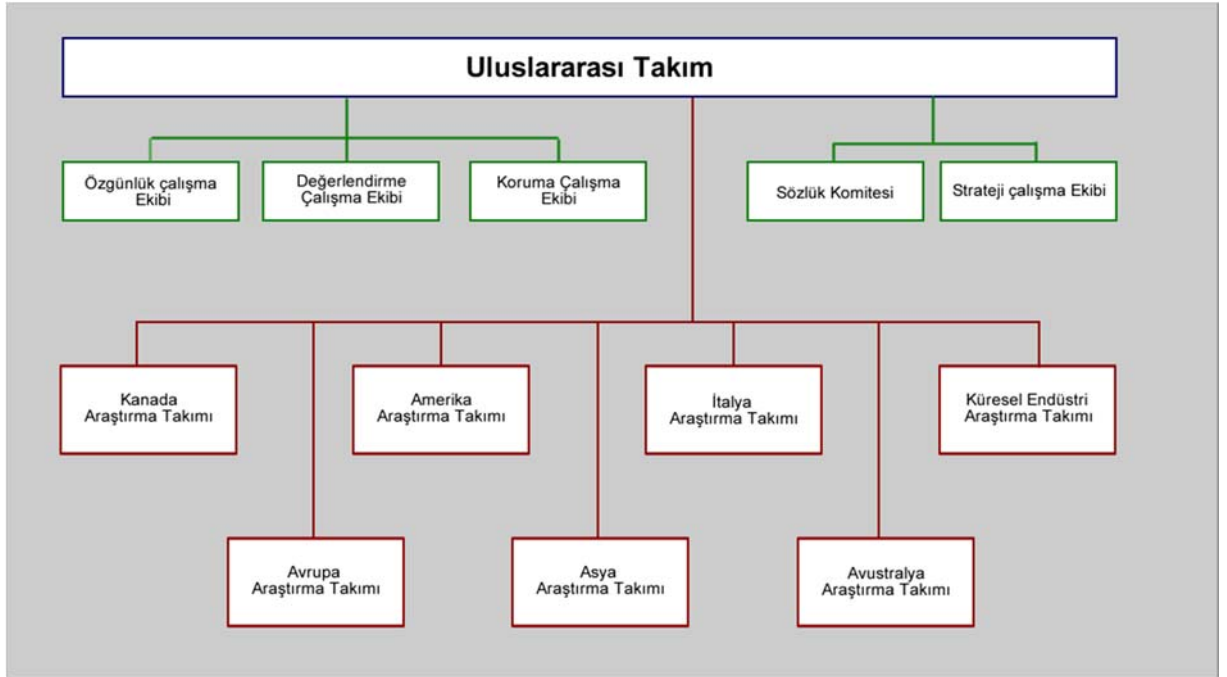 Uluslararası Takım
Özgünlük çalışma
Ekibi
Değerlendirme
Çalışma Ekibi
Koruma Çalışma
Ekibi
Sözlük Komitesi
Strateji çalışma Ekibi
Kanada
Araştırma Takımı
Amerika
Araştırma Takımı
İtalya
Araştırma Takımı
Küresel Endüstri
Araştırma Takımı
Avrupa
Araştırma Takımı
Asya
Araştırma Takımı
Avustralya
Araştırma Takımı